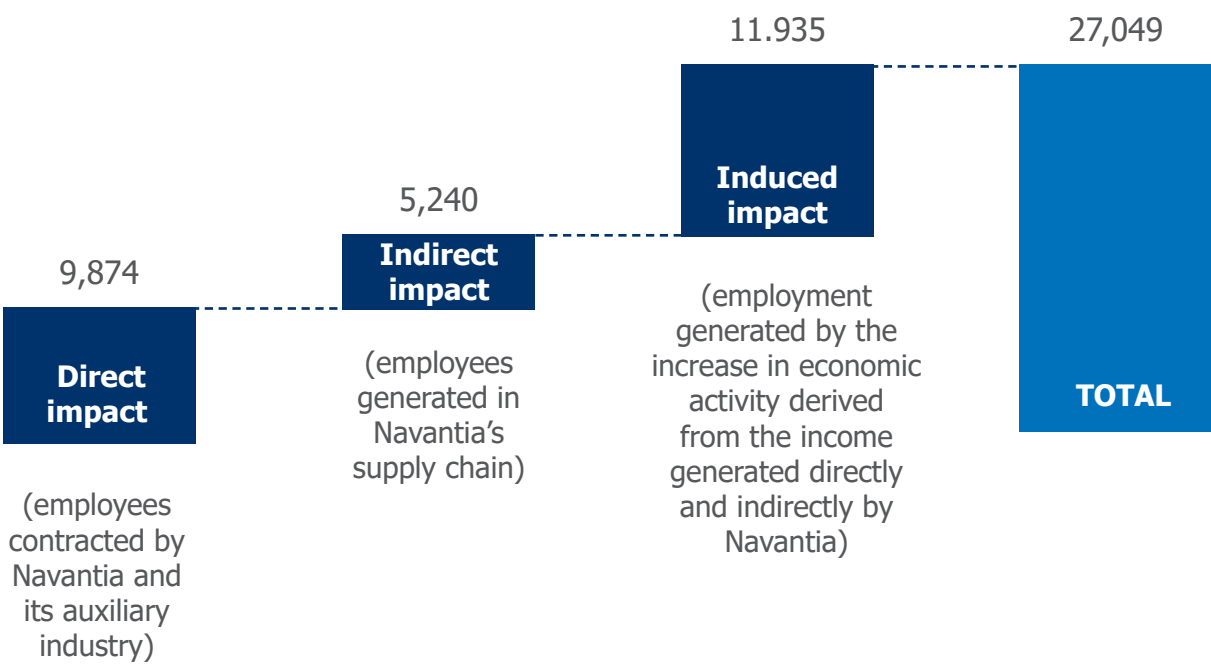 9,874
Direct
impact
(employees
contracted by
Navantia and
its auxiliary
industry)
5,240
Indirect
impact
(employees
generated in
Navantia’s
supply chain)
11.935
Induced
impact
(employment
generated by the
increase in economic
activity derived
from the income
generated directly
and indirectly by
Navantia)
27,049
TOTAL